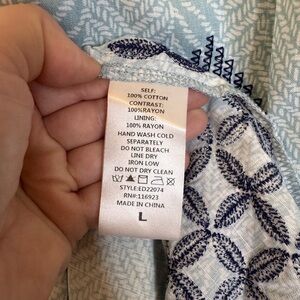 SELF:
100% COTTON
CONTRAST:
100%RAYON
LINING:
100% RAYON
HAND WASH COLD
SEPARATELY
DO NOT BLEACH
LINE DRY
IRON LOW
DO NOT DRY CLEAN
STYLE:ED22074
RN#:116923
MADE IN CHINA
L